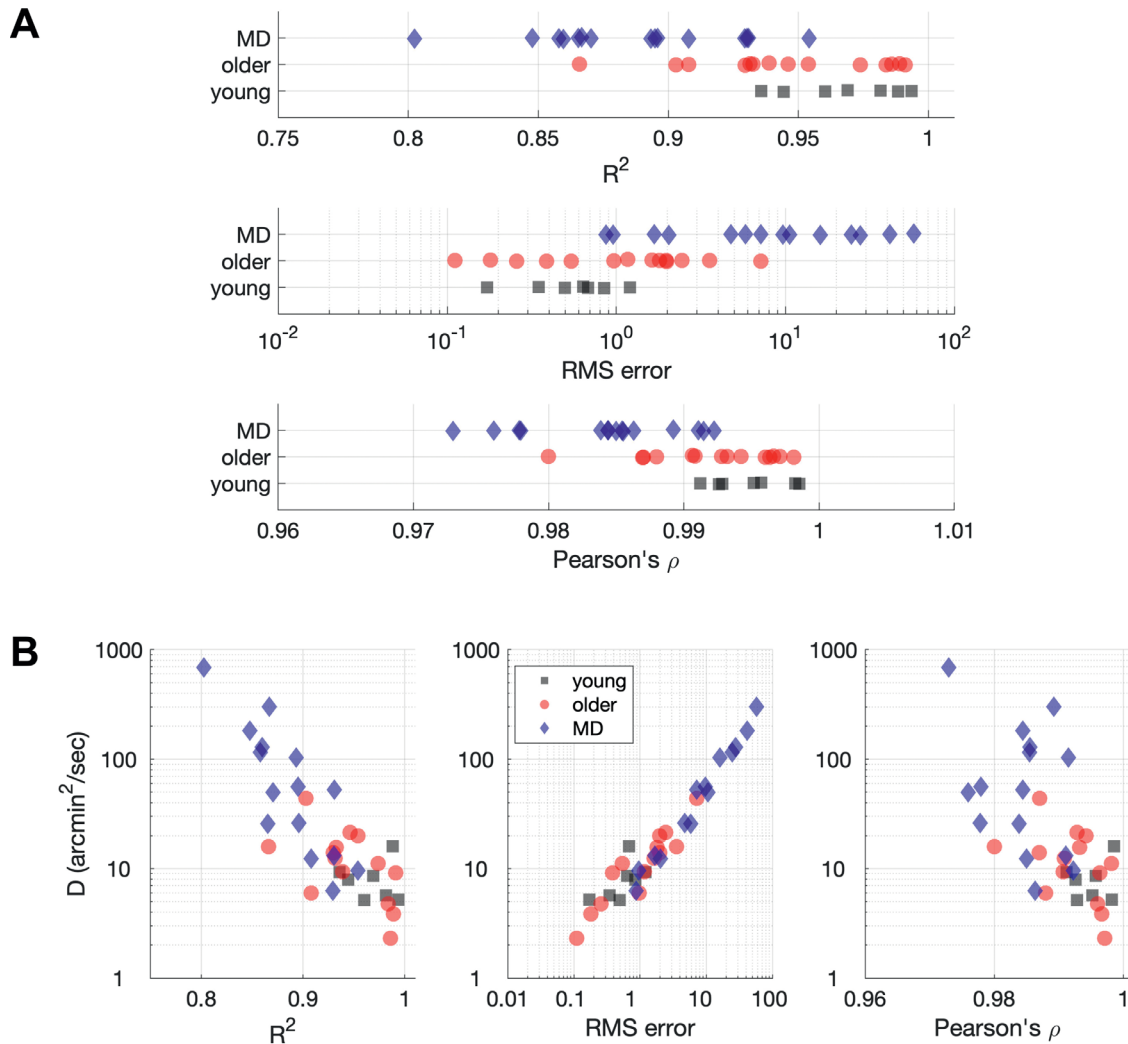 A
MD
older
young
0.75 0.8 0.85 0.9 0.95 1
R²
MD
older
young
10⁻² 10⁻¹ 10⁰ 10¹ 10²
RMS error
MD
older
young
0.96 0.97 0.98 0.99 1 1.01
Pearson's ρ
B
D (arcmin²/sec)
1000
100
10
1
0.8 0.9 1
R²
1000
100
10
1
young
older
MD
0.01 0.1 1 10 100
RMS error
1000
100
10
1
0.96 0.98 1
Pearson's ρ